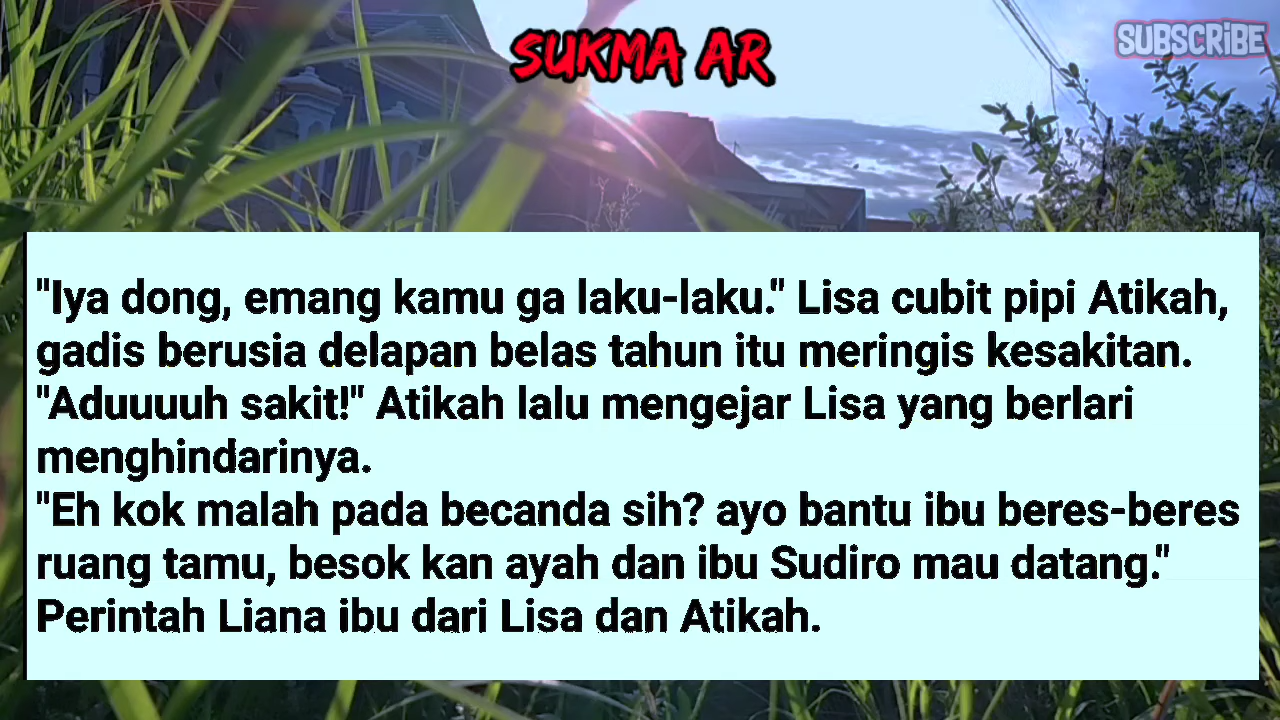 SUKMA AR
SUBSCRiBE
"Iya dong, emang kamu ga laku-laku." Lisa cubit pipi Atikah,
gadis berusia delapan belas tahun itu meringis kesakitan.
"Aduuuuh sakit!" Atikah lalu mengejar Lisa yang berlari
menghindarinya.
"Eh kok malah pada becanda sih? ayo bantu ibu beres-beres
ruang tamu, besok kan ayah dan ibu Sudiro mau datang."
Perintah Liana ibu dari Lisa dan Atikah.